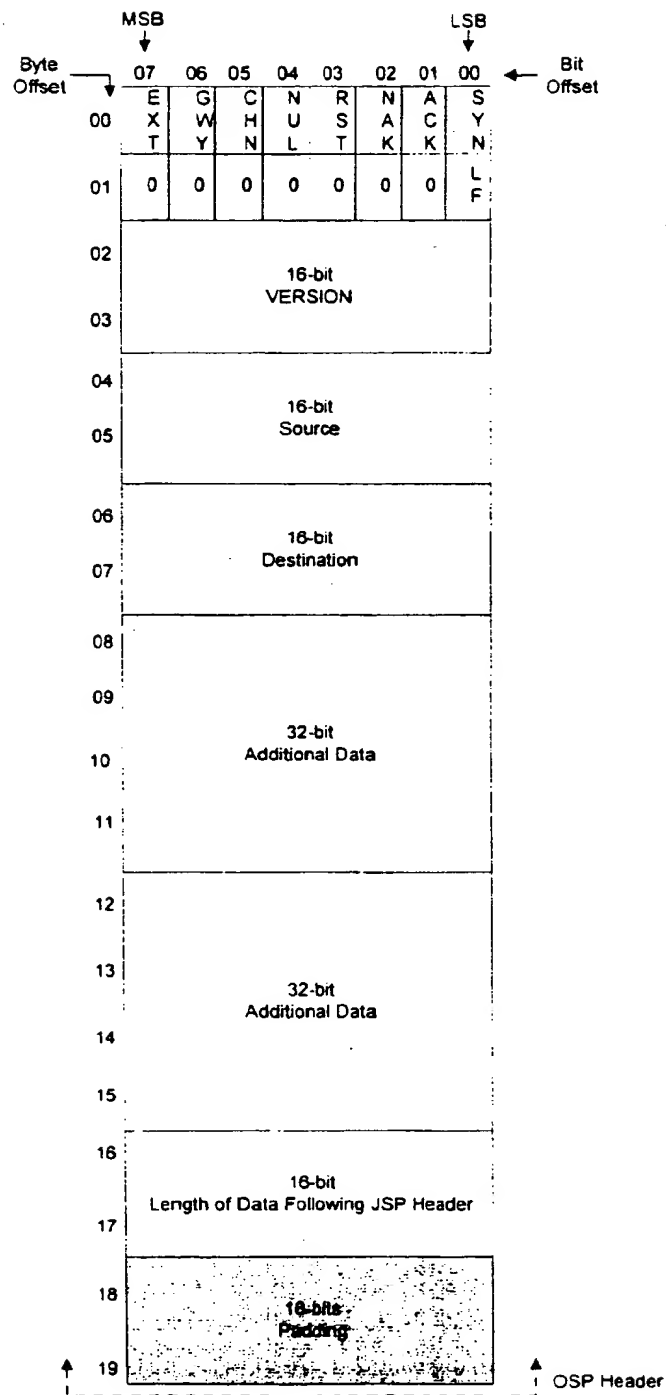 MSB LSB
Byte Offset 07 06 05 04 03 02 01 00 Bit Offset
00 EXT GWY CHN NUL RST NAK ACK SYN
01 0 0 0 0 0 0 0 LF
02
16-bit
VERSION
03
04
16-bit
Source
05
06
16-bit
Destination
07
08
09
32-bit
Additional Data
10
11
12
13
32-bit
Additional Data
14
15
16
16-bit
Length of Data Following JSP Header
17
18
16-bits
Padding
19
OSP Header